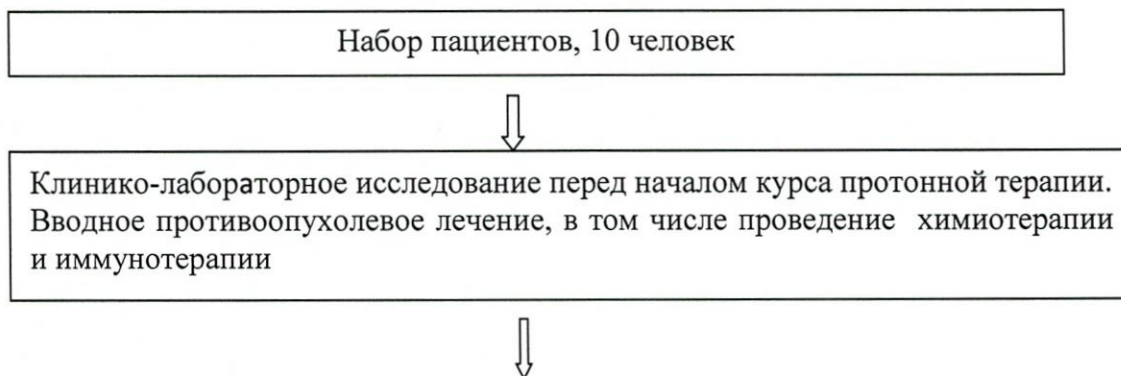 Набор пациентов, 10 человек
Клинико-лабораторное исследование перед началом курса протонной терапии.
Вводное противоопухолевое лечение, в том числе проведение химиотерапии
и иммунотерапии